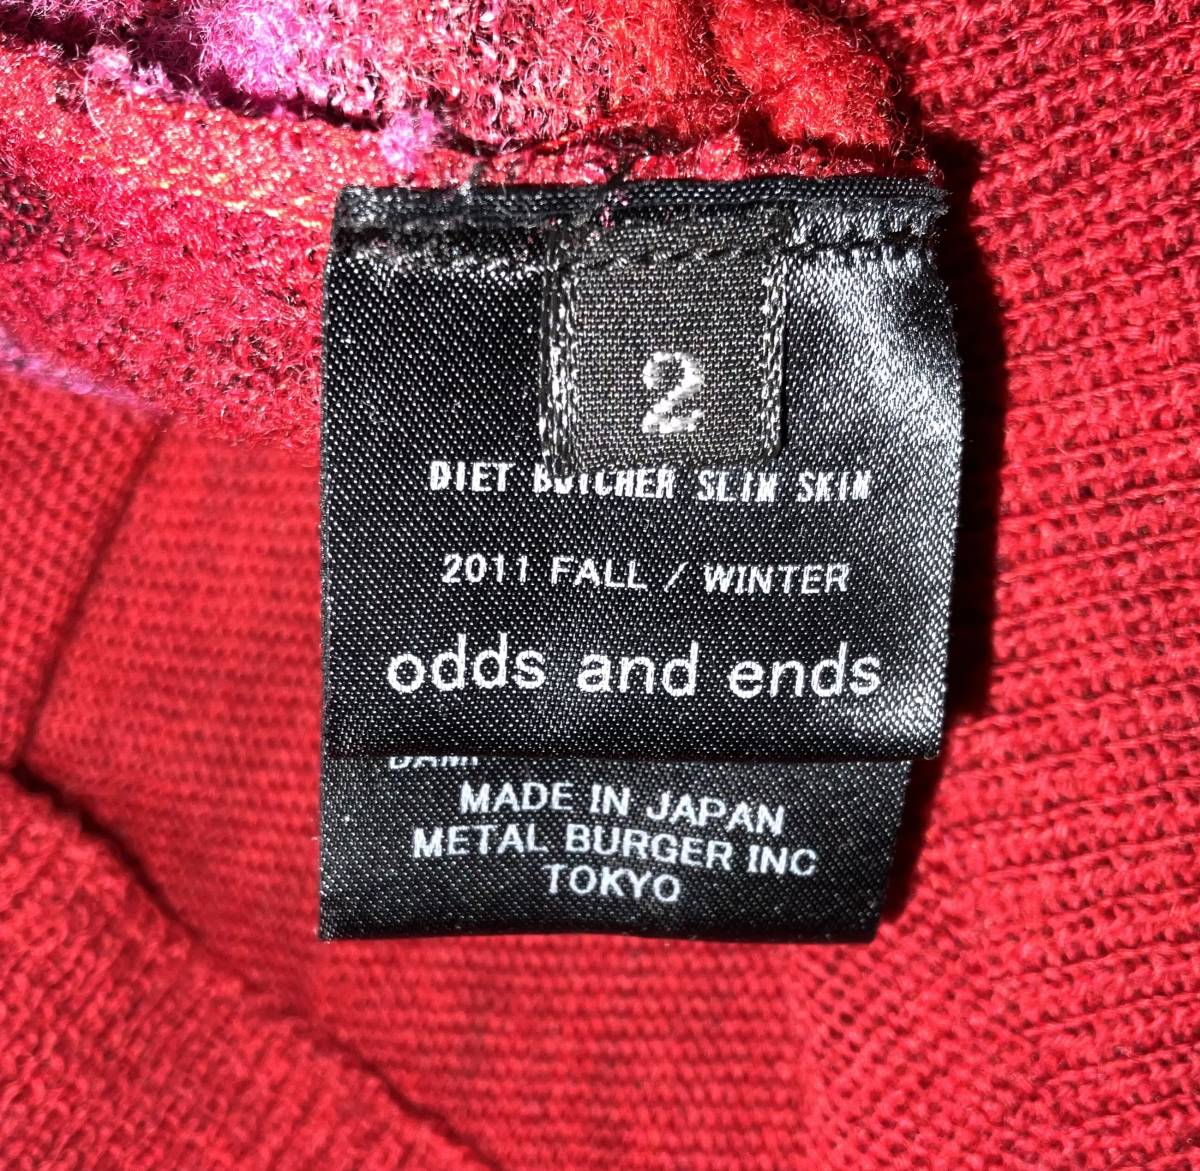 2
DIET BUTCHER SLIM SKIN
2011 FALL / WINTER
odds and ends
MADE IN JAPAN
METAL BURGER INC
TOKYO